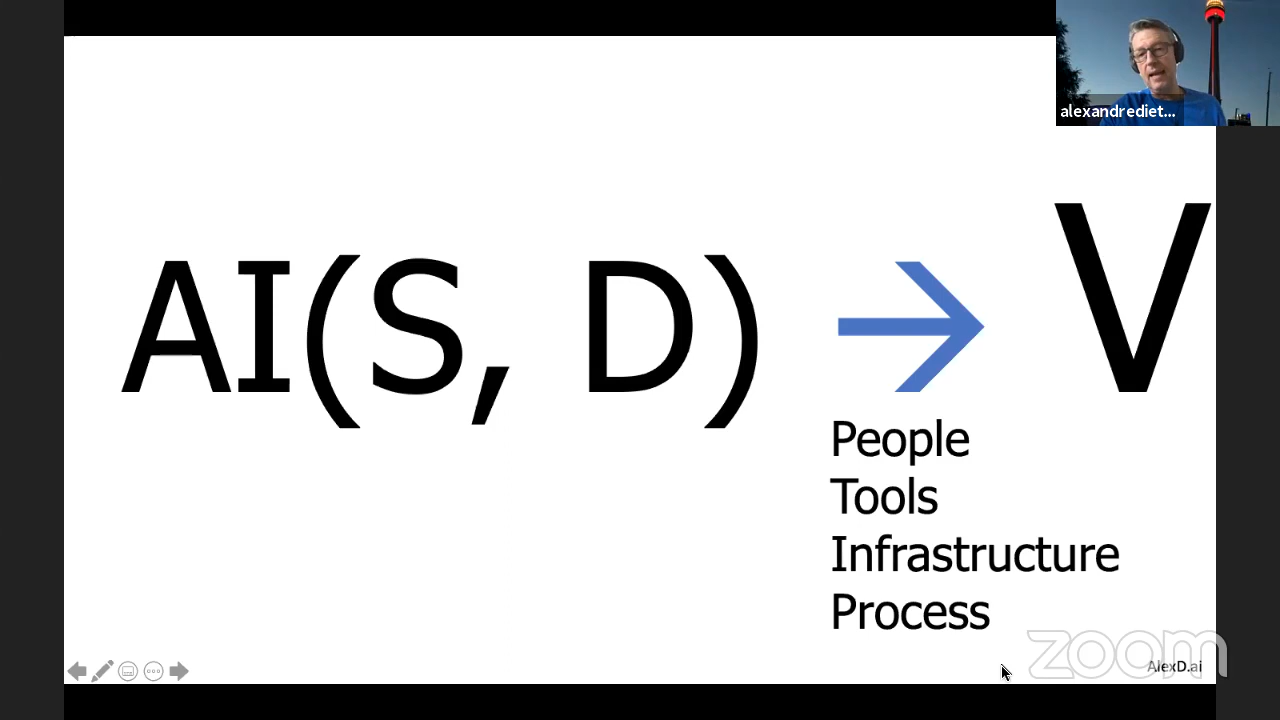 alexandrediet...
AI(S, D) → V
People
Tools
Infrastructure
Process
zoom
AlexD.ai